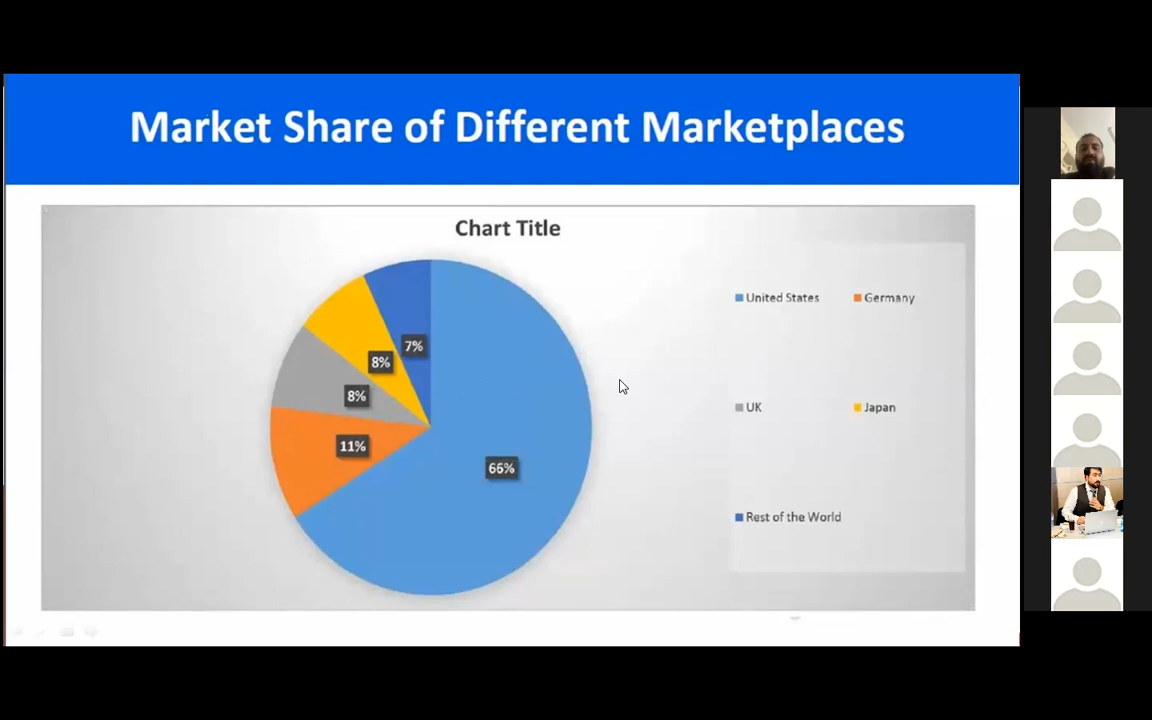 Market Share of Different Marketplaces
Chart Title
7%
8%
8%
11%
66%
United States Germany
UK Japan
Rest of the World